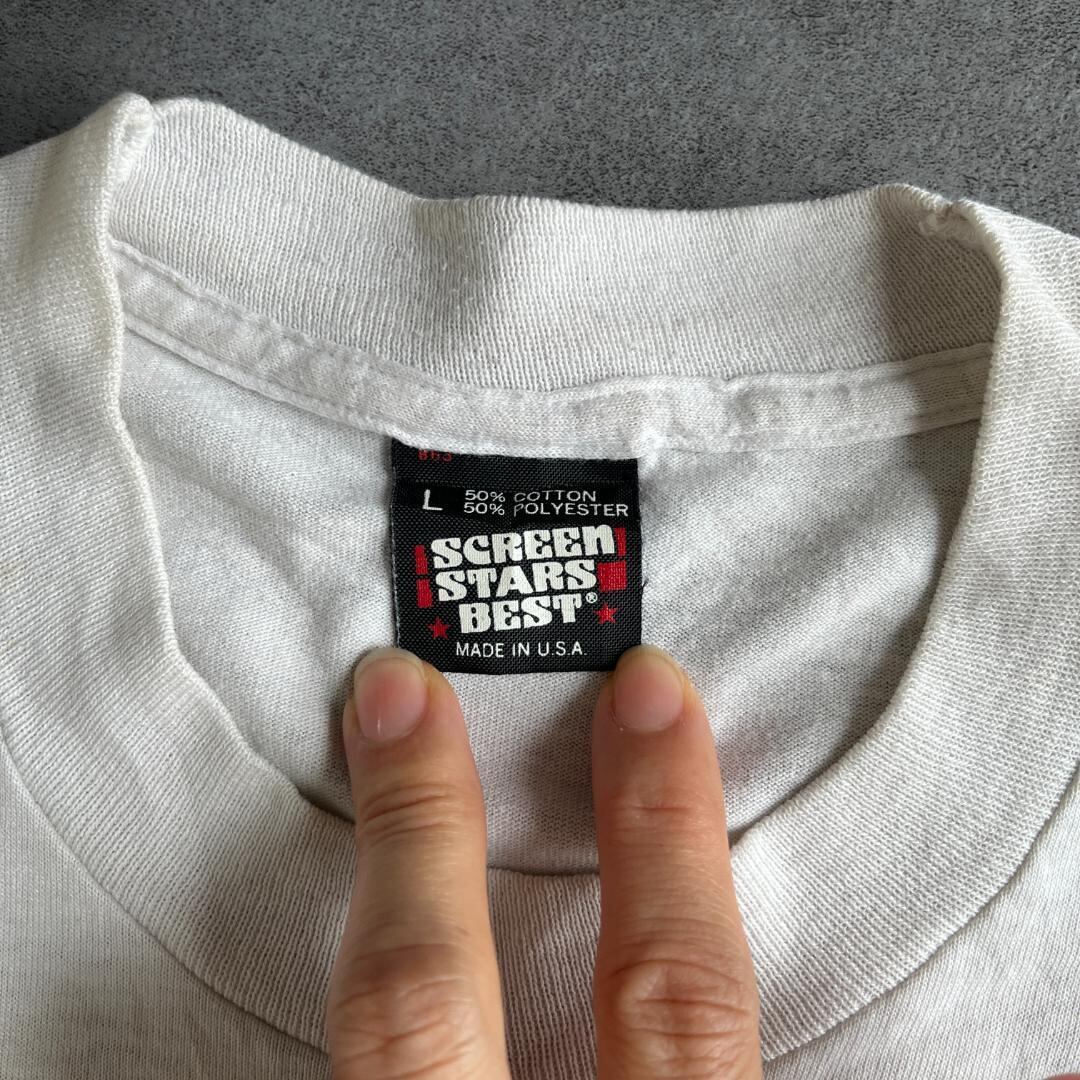 L 50% COTTON
50% POLYESTER
SCREEN
STARS
BEST®
MADE IN U.S.A.